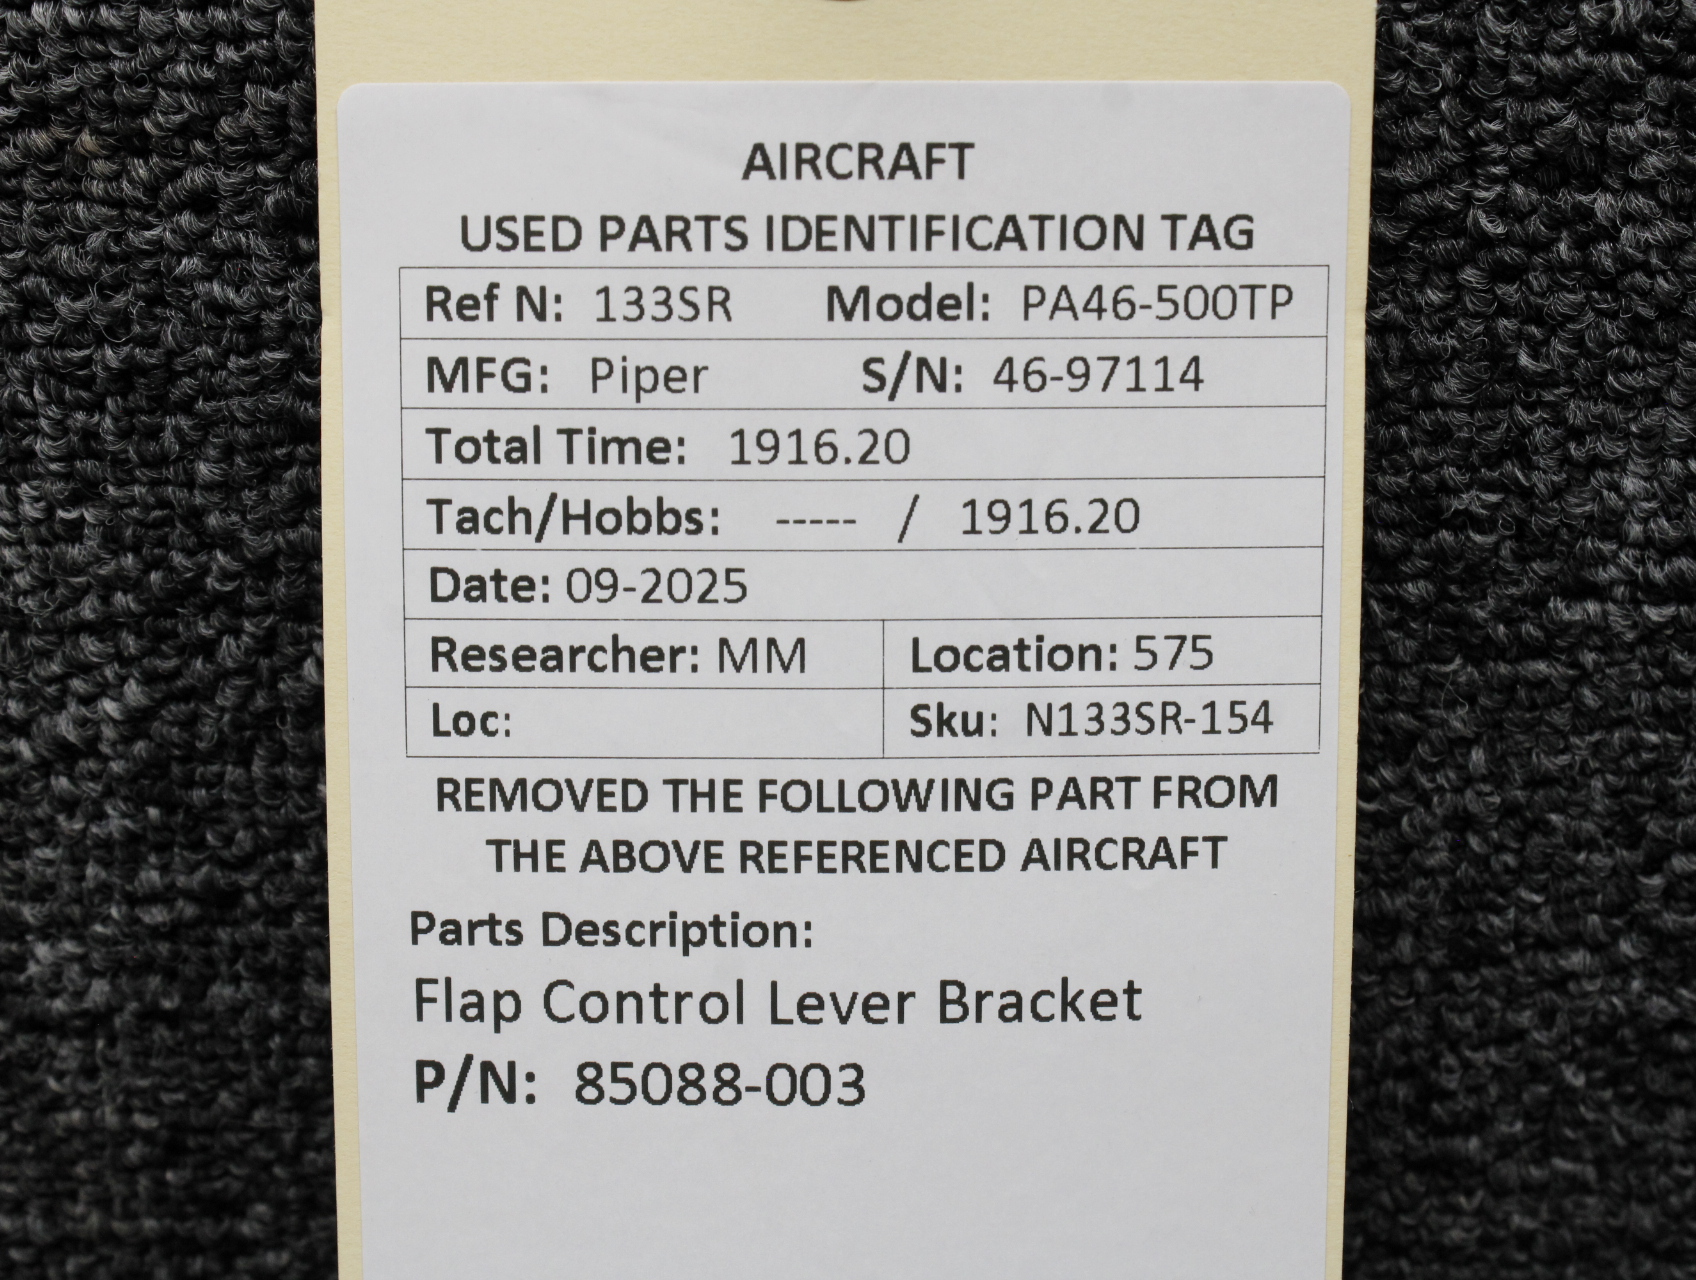 AIRCRAFT
USED PARTS IDENTIFICATION TAG
Ref N: 133SR Model: PA46-500TP
MFG: Piper S/N: 46-97114
Total Time: 1916.20
Tach/Hobbs: ----- / 1916.20
Date: 09-2025
Researcher: MM Location: 575
Loc: Sku: N133SR-154
REMOVED THE FOLLOWING PART FROM
THE ABOVE REFERENCED AIRCRAFT
Parts Description:
Flap Control Lever Bracket
P/N: 85088-003